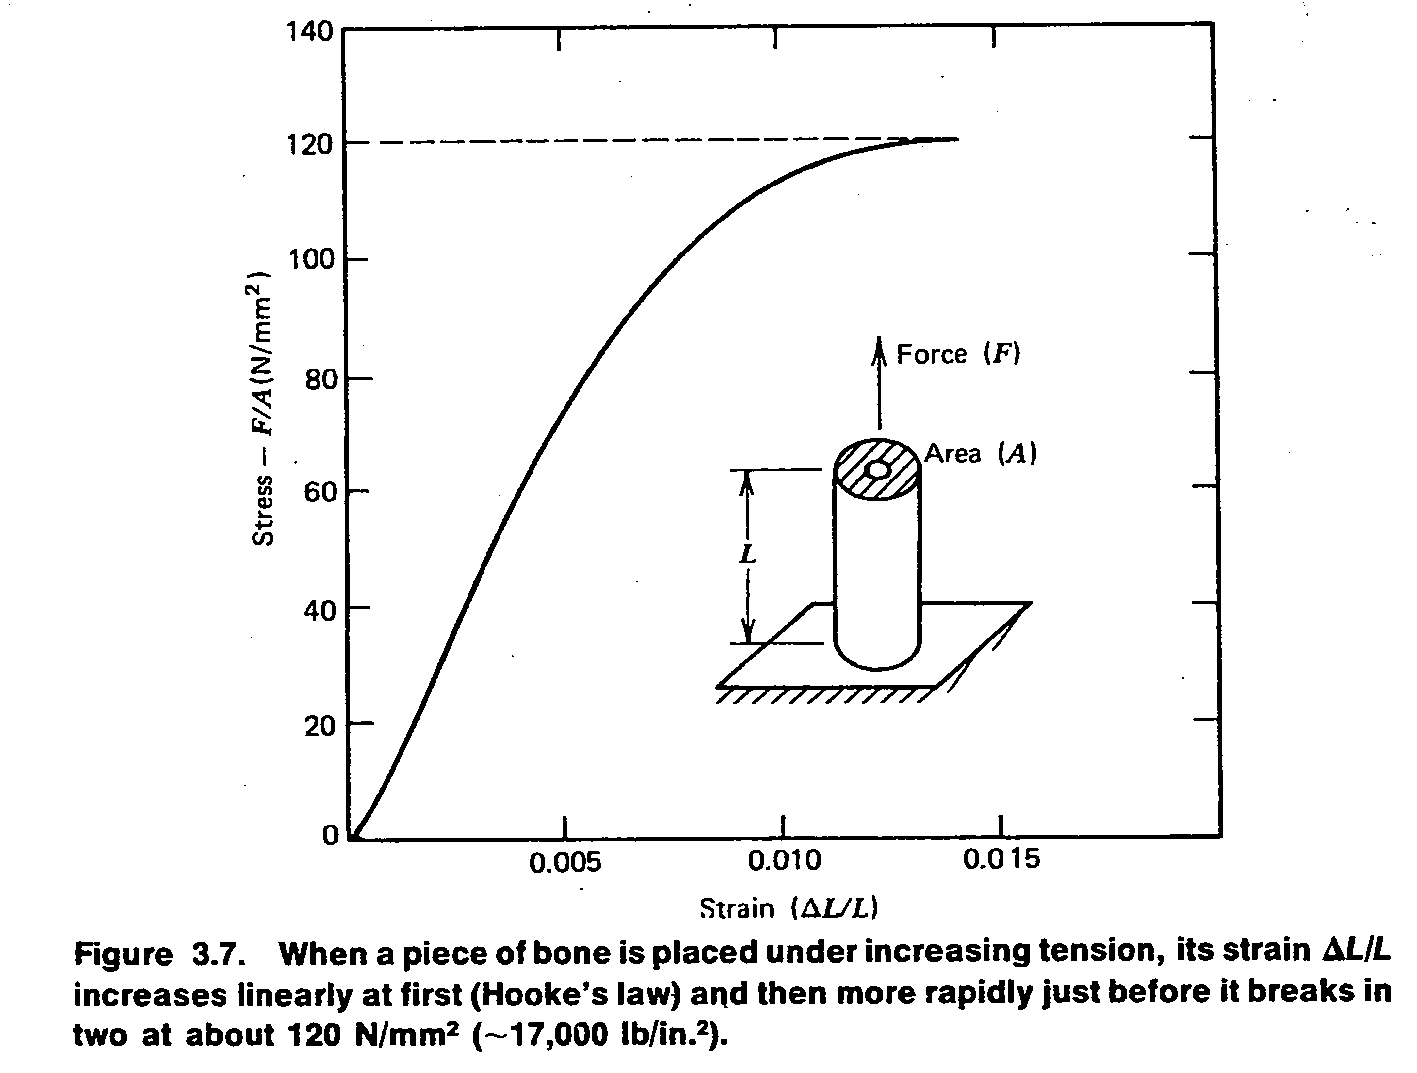 140
120
100
80
60
40
20
0
Stress — F/A (N/mm²)
Force (F)
Area (A)
L
0.005
0.010
0.015
Strain (ΔL/L)
Figure 3.7. When a piece of bone is placed under increasing tension, its strain ΔL/L
increases linearly at first (Hooke's law) and then more rapidly just before it breaks in
two at about 120 N/mm² (~17,000 lb/in.²).